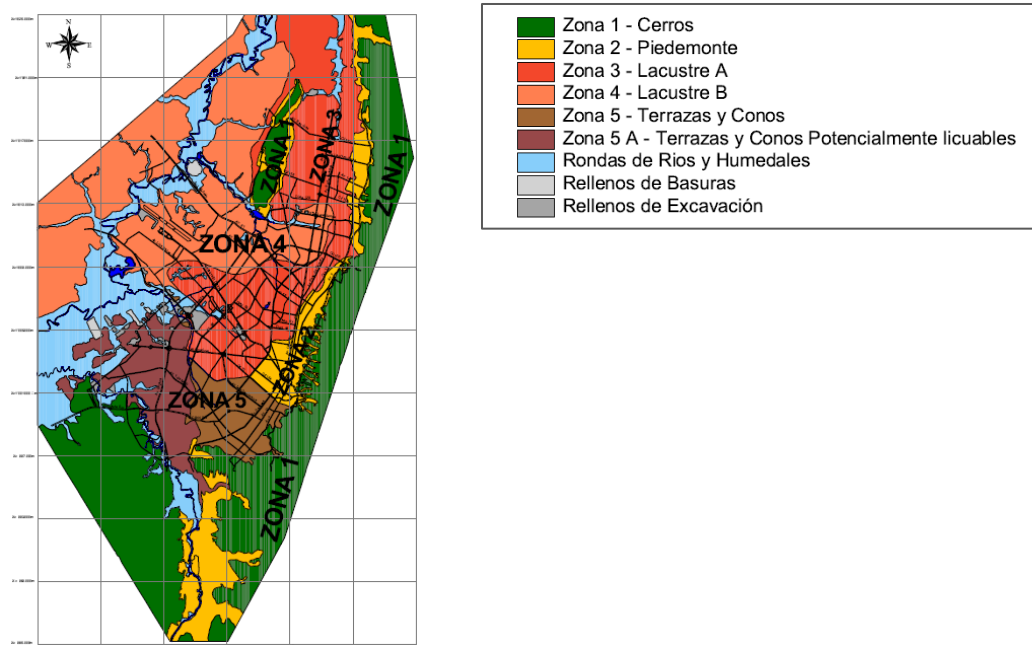 N
W E
S
ZONA 1
ZONA 3
ZONA 1
ZONA 4
ZONA 2
ZONA 5
ZONA 1
Zona 1 - Cerros
Zona 2 - Piedemonte
Zona 3 - Lacustre A
Zona 4 - Lacustre B
Zona 5 - Terrazas y Conos
Zona 5 A - Terrazas y Conos Potencialmente licuables
Rondas de Rios y Humedales
Rellenos de Basuras
Rellenos de Excavación